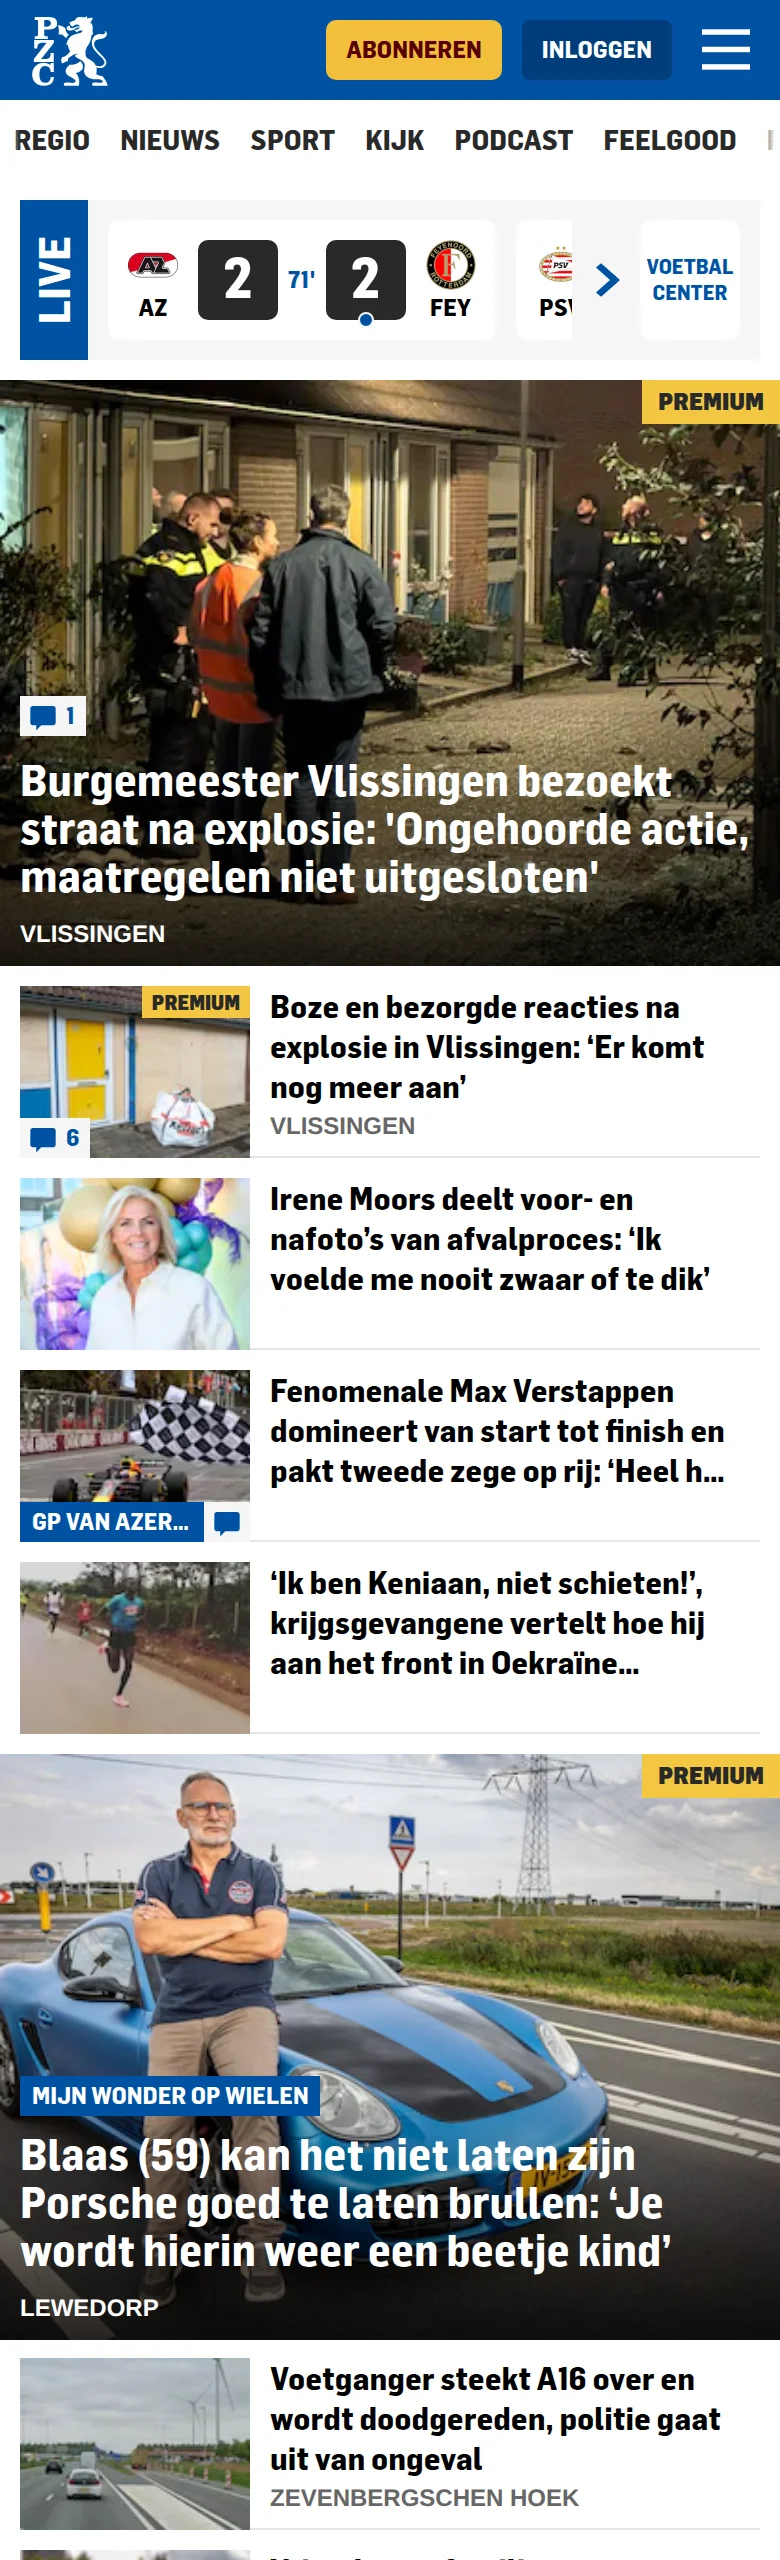 PZC
ABONNEREN
INLOGGEN
REGIO NIEUWS SPORT KIJK PODCAST FEELGOOD
LIVE
AZ
2
71'
2
FEY
PSV
VOETBAL
CENTER
PREMIUM
1
Burgemeester Vlissingen bezoekt
straat na explosie: 'Ongehoorde actie,
maatregelen niet uitgesloten'
VLISSINGEN
PREMIUM
6
Boze en bezorgde reacties na
explosie in Vlissingen: ‘Er komt
nog meer aan’
VLISSINGEN
Irene Moors deelt voor- en
nafoto’s van afvalproces: ‘Ik
voelde me nooit zwaar of te dik’
GP VAN AZER...
Fenomenale Max Verstappen
domineert van start tot finish en
pakt tweede zege op rij: ‘Heel h...
‘Ik ben Keniaan, niet schieten!’,
krijgsgevangene vertelt hoe hij
aan het front in Oekraïne...
PREMIUM
MIJN WONDER OP WIELEN
Blaas (59) kan het niet laten zijn
Porsche goed te laten brullen: ‘Je
wordt hierin weer een beetje kind’
LEWEDORP
Voetganger steekt A16 over en
wordt doodgereden, politie gaat
uit van ongeval
ZEVENBERGSCHEN HOEK